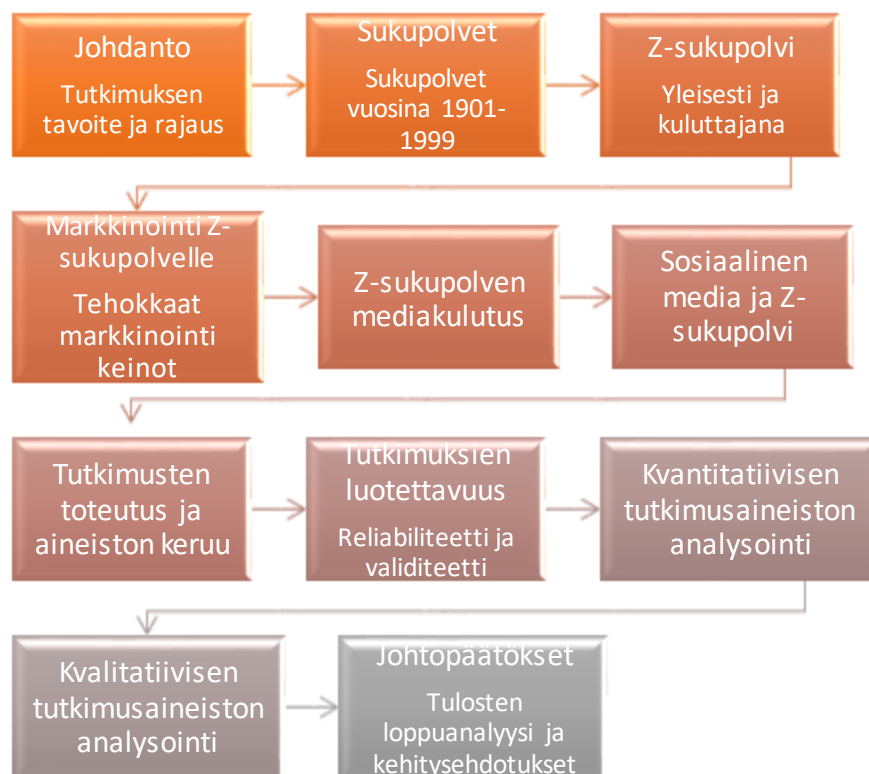 Johdanto
Tutkimuksen
tavoite ja rajaus
Sukupolvet
Sukupolvet
vuosina 1901-
1999
Z-sukupolvi
Yleisesti ja
kuluttajana
Markkinointi Z-
sukupolvelle
Tehokkaat
markkinointi
keinot
Z-sukupolven
mediakulutus
Sosiaalinen
media ja Z-
sukupolvi
Tutkimusten
toteutus ja
aineiston keruu
Tutkimuksien
luotettavuus
Reliabiliteetti ja
validiteetti
Kvantitatiivisen
tutkimusaineiston
analysointi
Kvalitatiivisen
tutkimusaineiston
analysointi
Johtopäätökset
Tulosten
loppuanalyysi ja
kehitysehdotukset